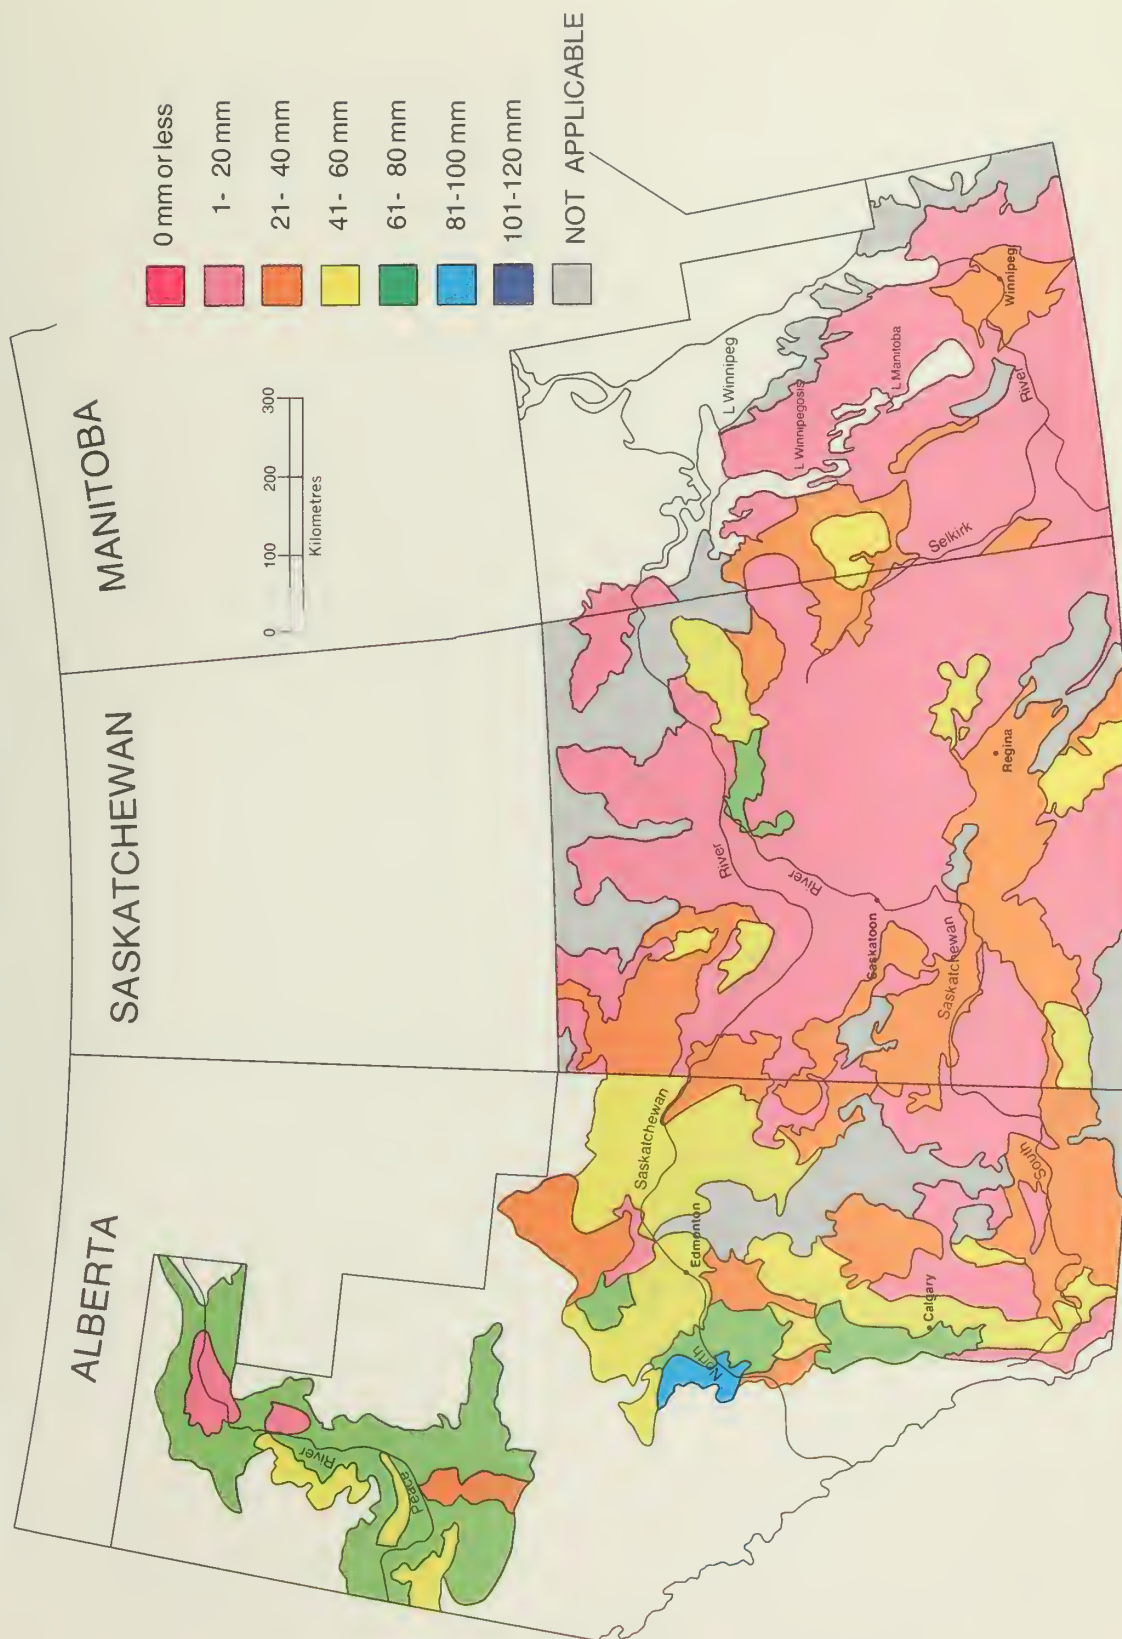 ALBERTA
SASKATCHEWAN
MANITOBA
0
100
200
300
Kilometres
0 mm or less
1- 20 mm
21- 40 mm
41- 60 mm
61- 80 mm
81-100 mm
101-120 mm
NOT APPLICABLE
River
Peace
North
Edmonton
Saskatchewan
Calgary
South
River
River
Saskatoon
Saskatchewan
Regina
L Winnipeg
L Winnipegosis
L Manitoba
Selkirk
River
Winnipeg